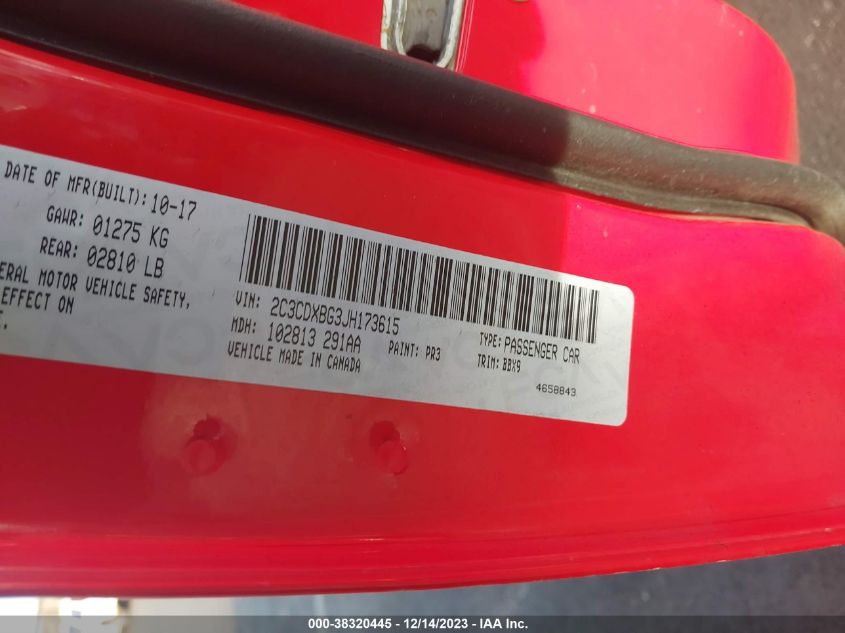 DATE OF MFR(BUILT): 10-17
GAWR: 01275 KG
REAR: 02810 LB
ERAL MOTOR VEHICLE SAFETY,
EFFECT ON
VIN: 2C3CDXBG3JH173615
MDH: 102813 291AA
PAINT: PR3
TYPE: PASSENGER CAR
TRIM: BBX9
VEHICLE MADE IN CANADA
4658843
000-38320445 - 12/14/2023 - IAA Inc.